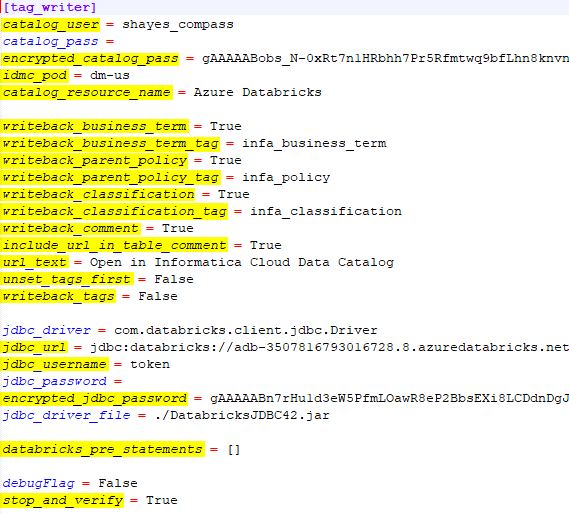 [tag_writer]
catalog_user = shayes_compass
catalog_pass =
encrypted_catalog_pass = gAAAAABobs_N-0xRt7n1HRbhh7Pr5Rfmtwq9bfLhn8knvn
idmc_pod = dm-us
catalog_resource_name = Azure Databricks
writeback_business_term = True
writeback_business_term_tag = infa_business_term
writeback_parent_policy = True
writeback_parent_policy_tag = infa_policy
writeback_classification = True
writeback_classification_tag = infa_classification
writeback_comment = True
include_url_in_table_comment = True
url_text = Open in Informatica Cloud Data Catalog
unset_tags_first = False
writeback_tags = False
jdbc_driver = com.databricks.client.jdbc.Driver
jdbc_url = jdbc:databricks://adb-3507816793016728.8.azuredatabricks.net
jdbc_username = token
jdbc_password =
encrypted_jdbc_password = gAAAAABn7rHuld3eW5PfmLOawR8eP2BbsEXi8LCDdnDgJ
jdbc_driver_file = ./DatabricksJDBC42.jar
databricks_pre_statements = []
debugFlag = False
stop_and_verify = True